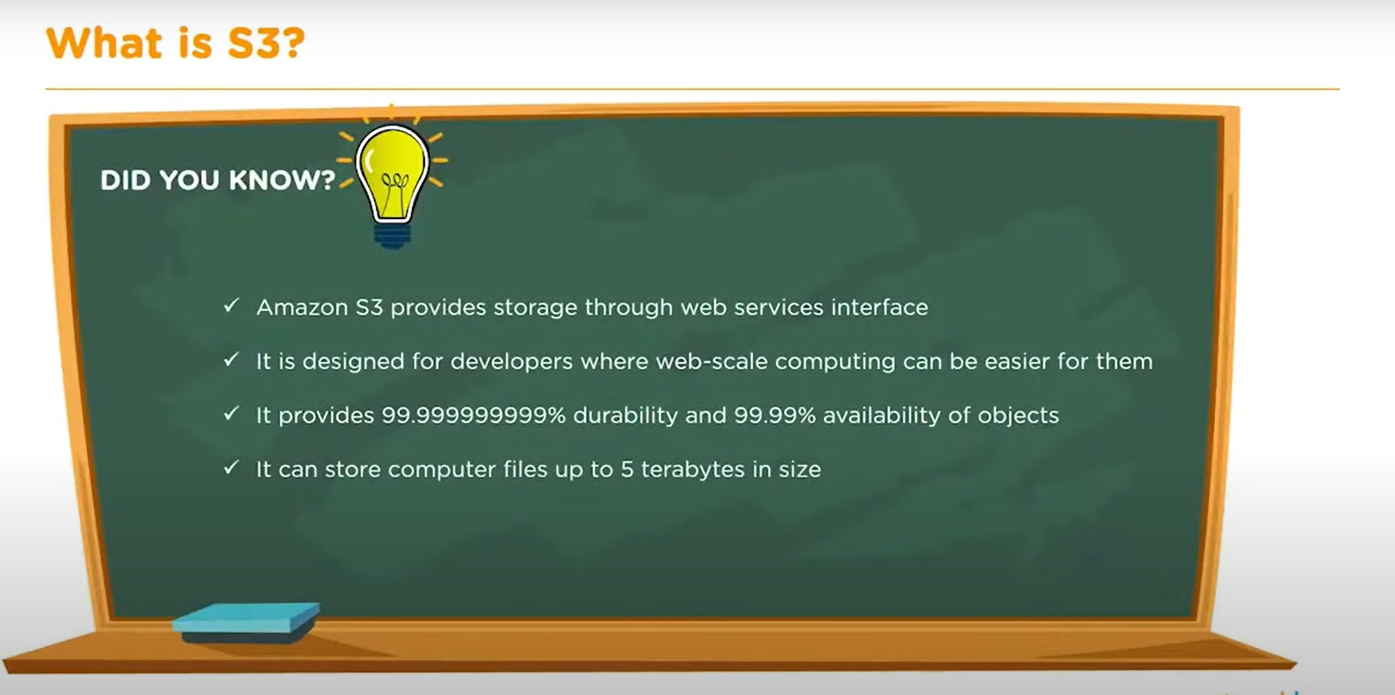 What is S3?
DID YOU KNOW?
✓ Amazon S3 provides storage through web services interface
✓ It is designed for developers where web-scale computing can be easier for them
✓ It provides 99.999999999% durability and 99.99% availability of objects
✓ It can store computer files up to 5 terabytes in size